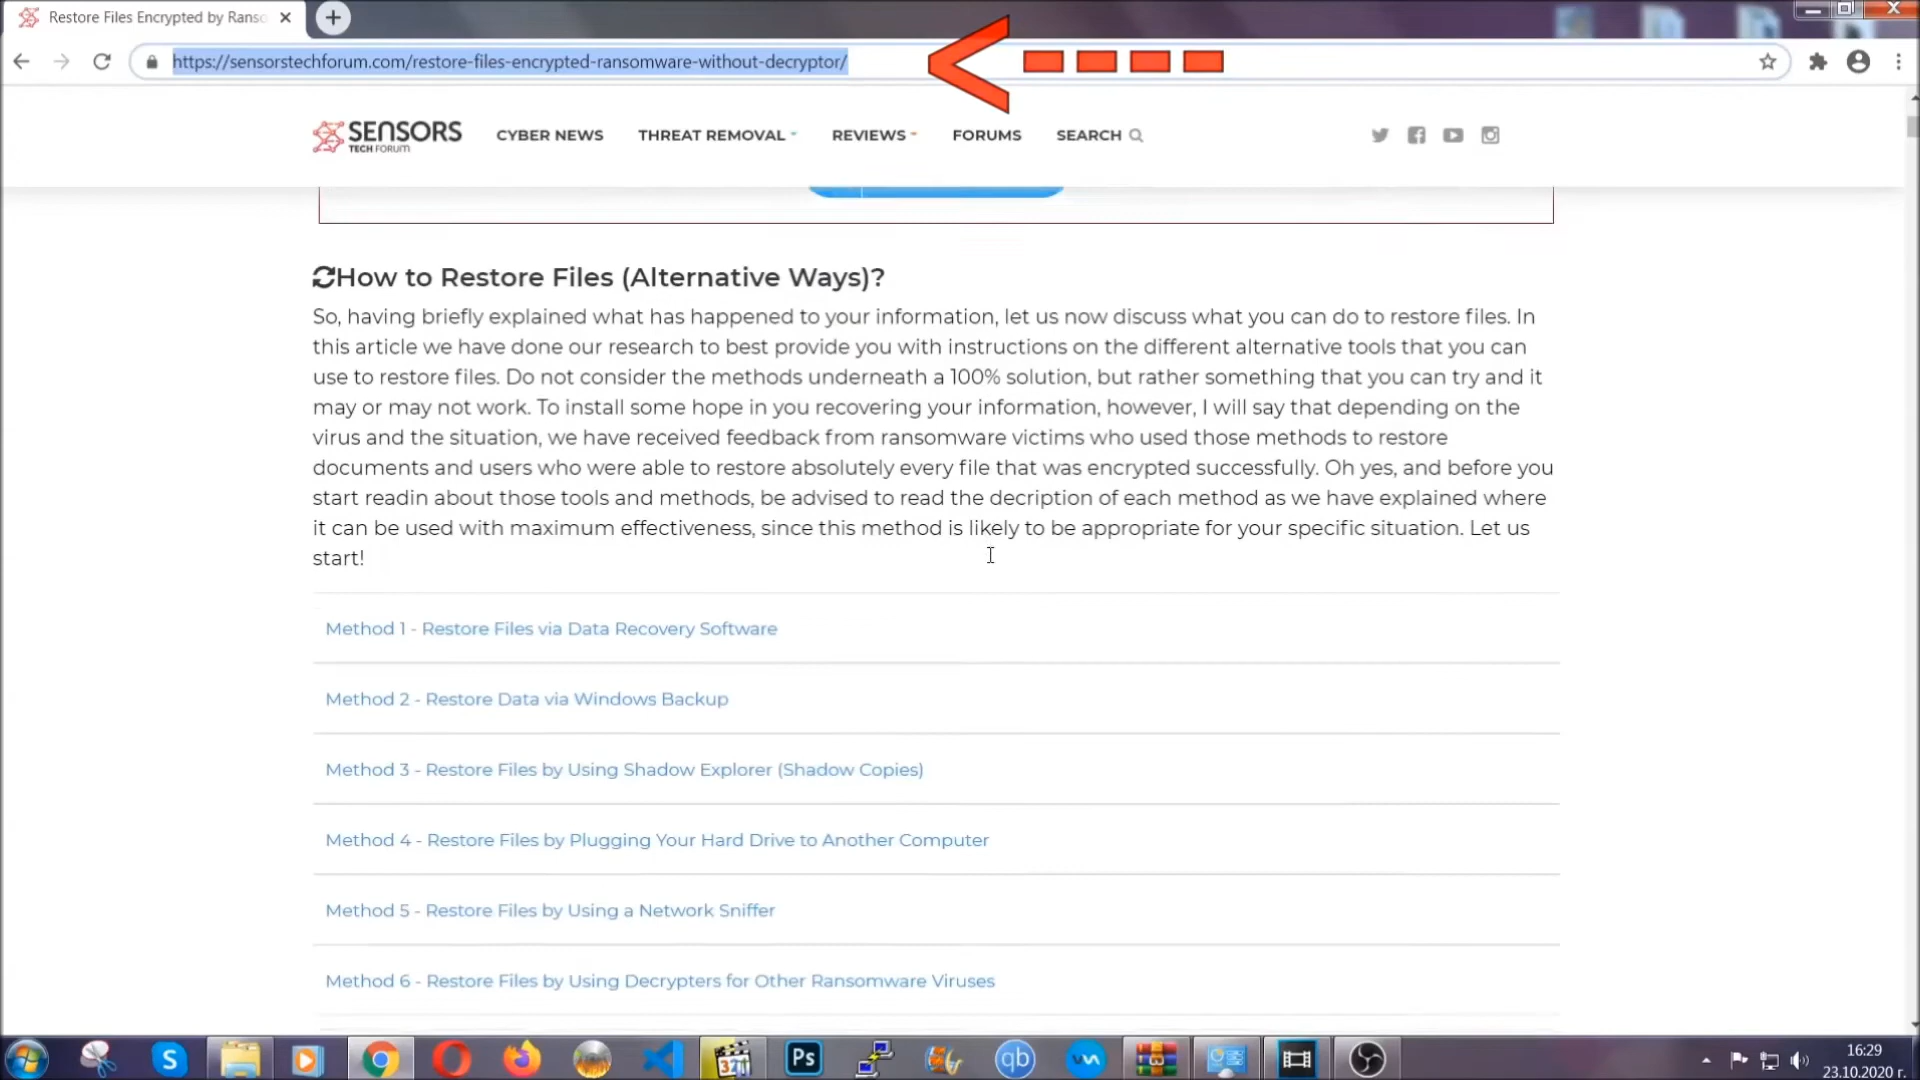 Restore Files Encrypted by Ranso
https://sensorstechforum.com/restore-files-encrypted-ransomware-without-decryptor/
SENSORS
TECH FORUM
CYBER NEWS
THREAT REMOVAL
REVIEWS
FORUMS
SEARCH
How to Restore Files (Alternative Ways)?
So, having briefly explained what has happened to your information, let us now discuss what you can do to restore files. In
this article we have done our research to best provide you with instructions on the different alternative tools that you can
use to restore files. Do not consider the methods underneath a 100% solution, but rather something that you can try and it
may or may not work. To install some hope in you recovering your information, however, I will say that depending on the
virus and the situation, we have received feedback from ransomware victims who used those methods to restore
documents and users who were able to restore absolutely every file that was encrypted successfully. Oh yes, and before you
start readin about those tools and methods, be advised to read the decription of each method as we have explained where
it can be used with maximum effectiveness, since this method is likely to be appropriate for your specific situation. Let us
start!
Method 1 - Restore Files via Data Recovery Software
Method 2 - Restore Data via Windows Backup
Method 3 - Restore Files by Using Shadow Explorer (Shadow Copies)
Method 4 - Restore Files by Plugging Your Hard Drive to Another Computer
Method 5 - Restore Files by Using a Network Sniffer
Method 6 - Restore Files by Using Decrypters for Other Ransomware Viruses
S
321
Ps
qb
16:29
23.10.2020 г.